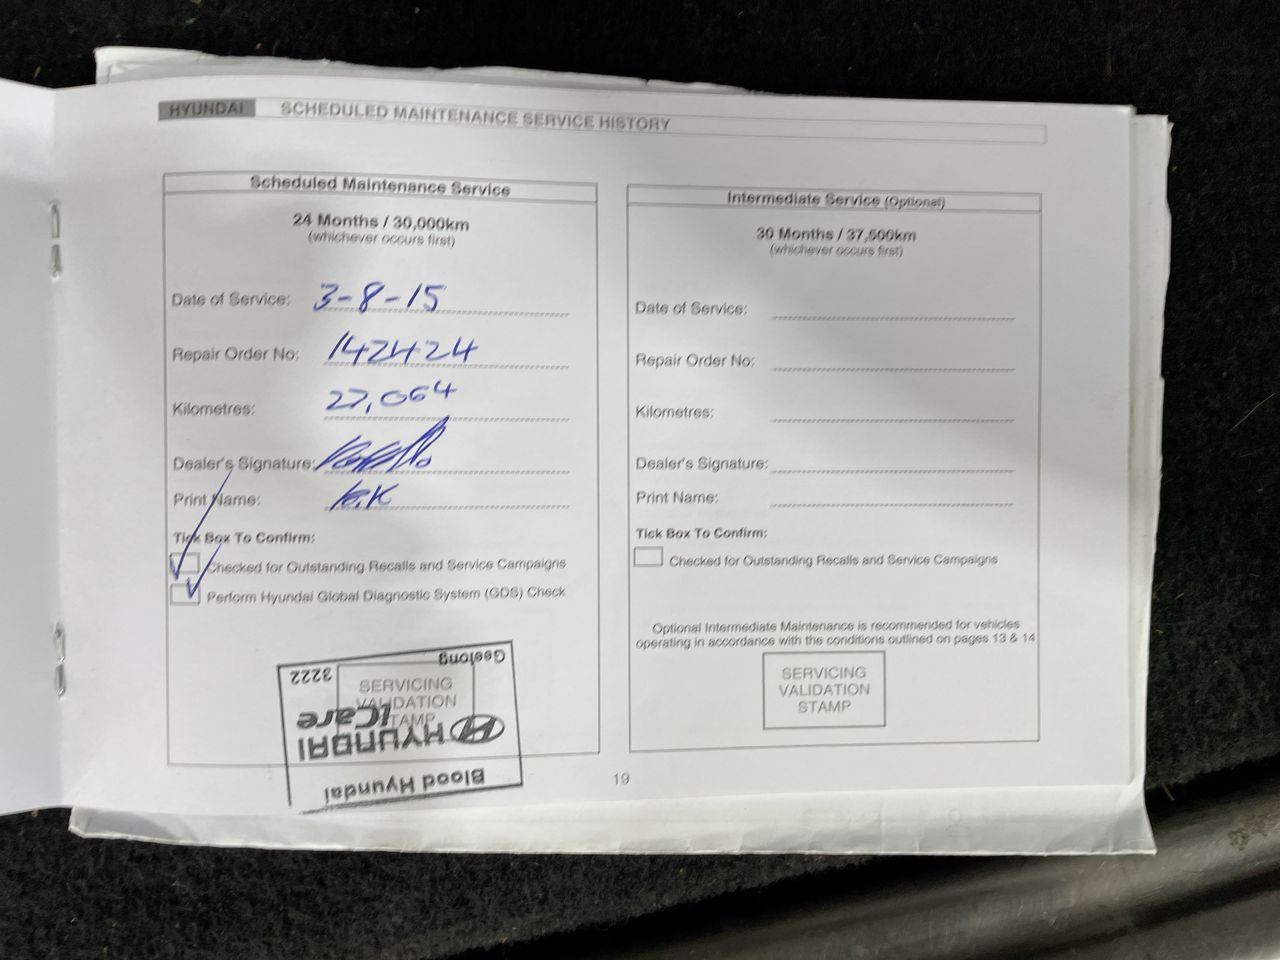 HYUNDAI SCHEDULED MAINTENANCE SERVICE HISTORY
Scheduled Maintenance Service
24 Months / 30,000km
(whichever occurs first)
Date of Service: 3-8-15
Repair Order No: 142424
Kilometres: 27,064
Dealer's Signature:
Print Name:
Tick Box To Confirm:
Checked for Outstanding Recalls and Service Campaigns
Perform Hyundai Global Diagnostic System (GDS) Check
SERVICING
VALIDATION
STAMP
Blood Hyundai
HYUNDAI
iCare
Geelong 3222
Intermediate Service (Optional)
30 Months / 37,500km
(whichever occurs first)
Date of Service:
Repair Order No:
Kilometres:
Dealer's Signature:
Print Name:
Tick Box To Confirm:
Checked for Outstanding Recalls and Service Campaigns
Optional Intermediate Maintenance is recommended for vehicles
operating in accordance with the conditions outlined on pages 13 & 14
SERVICING
VALIDATION
STAMP
19